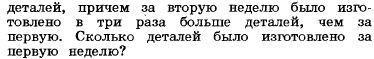 деталей, причем за вторую неделю было изго-
товлено в три раза больше деталей, чем за
первую. Сколько деталей было изготовлено за
первую неделю?